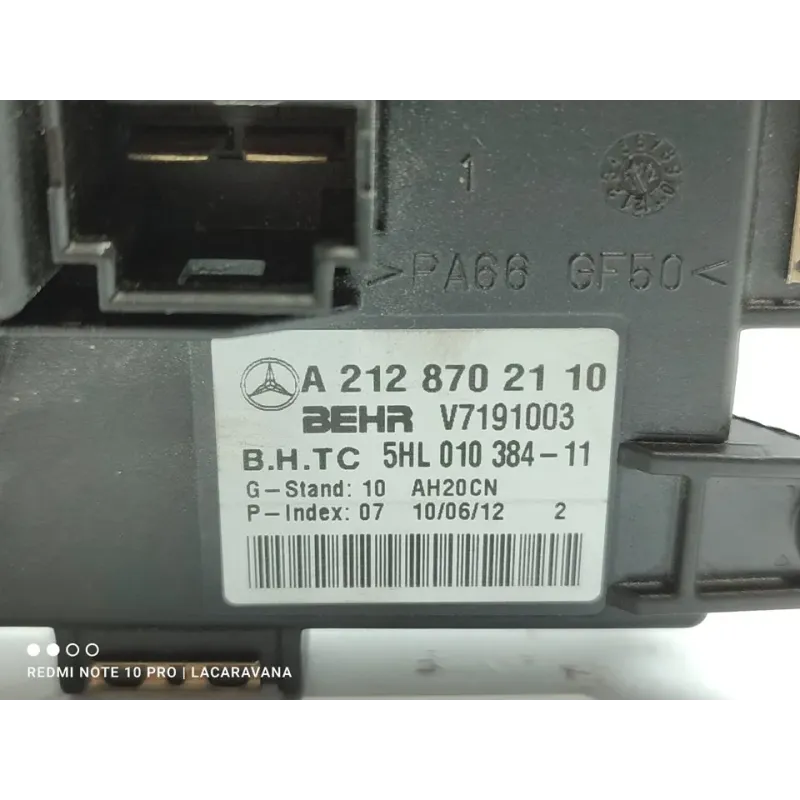 1
>PA66 GF50<
A 212 870 21 10
BEHR V7191003
B.H.TC 5HL 010 384-11
G-Stand: 10 AH20CN
P-Index: 07 10/06/12 2
REDMI NOTE 10 PRO | LACARAVANA